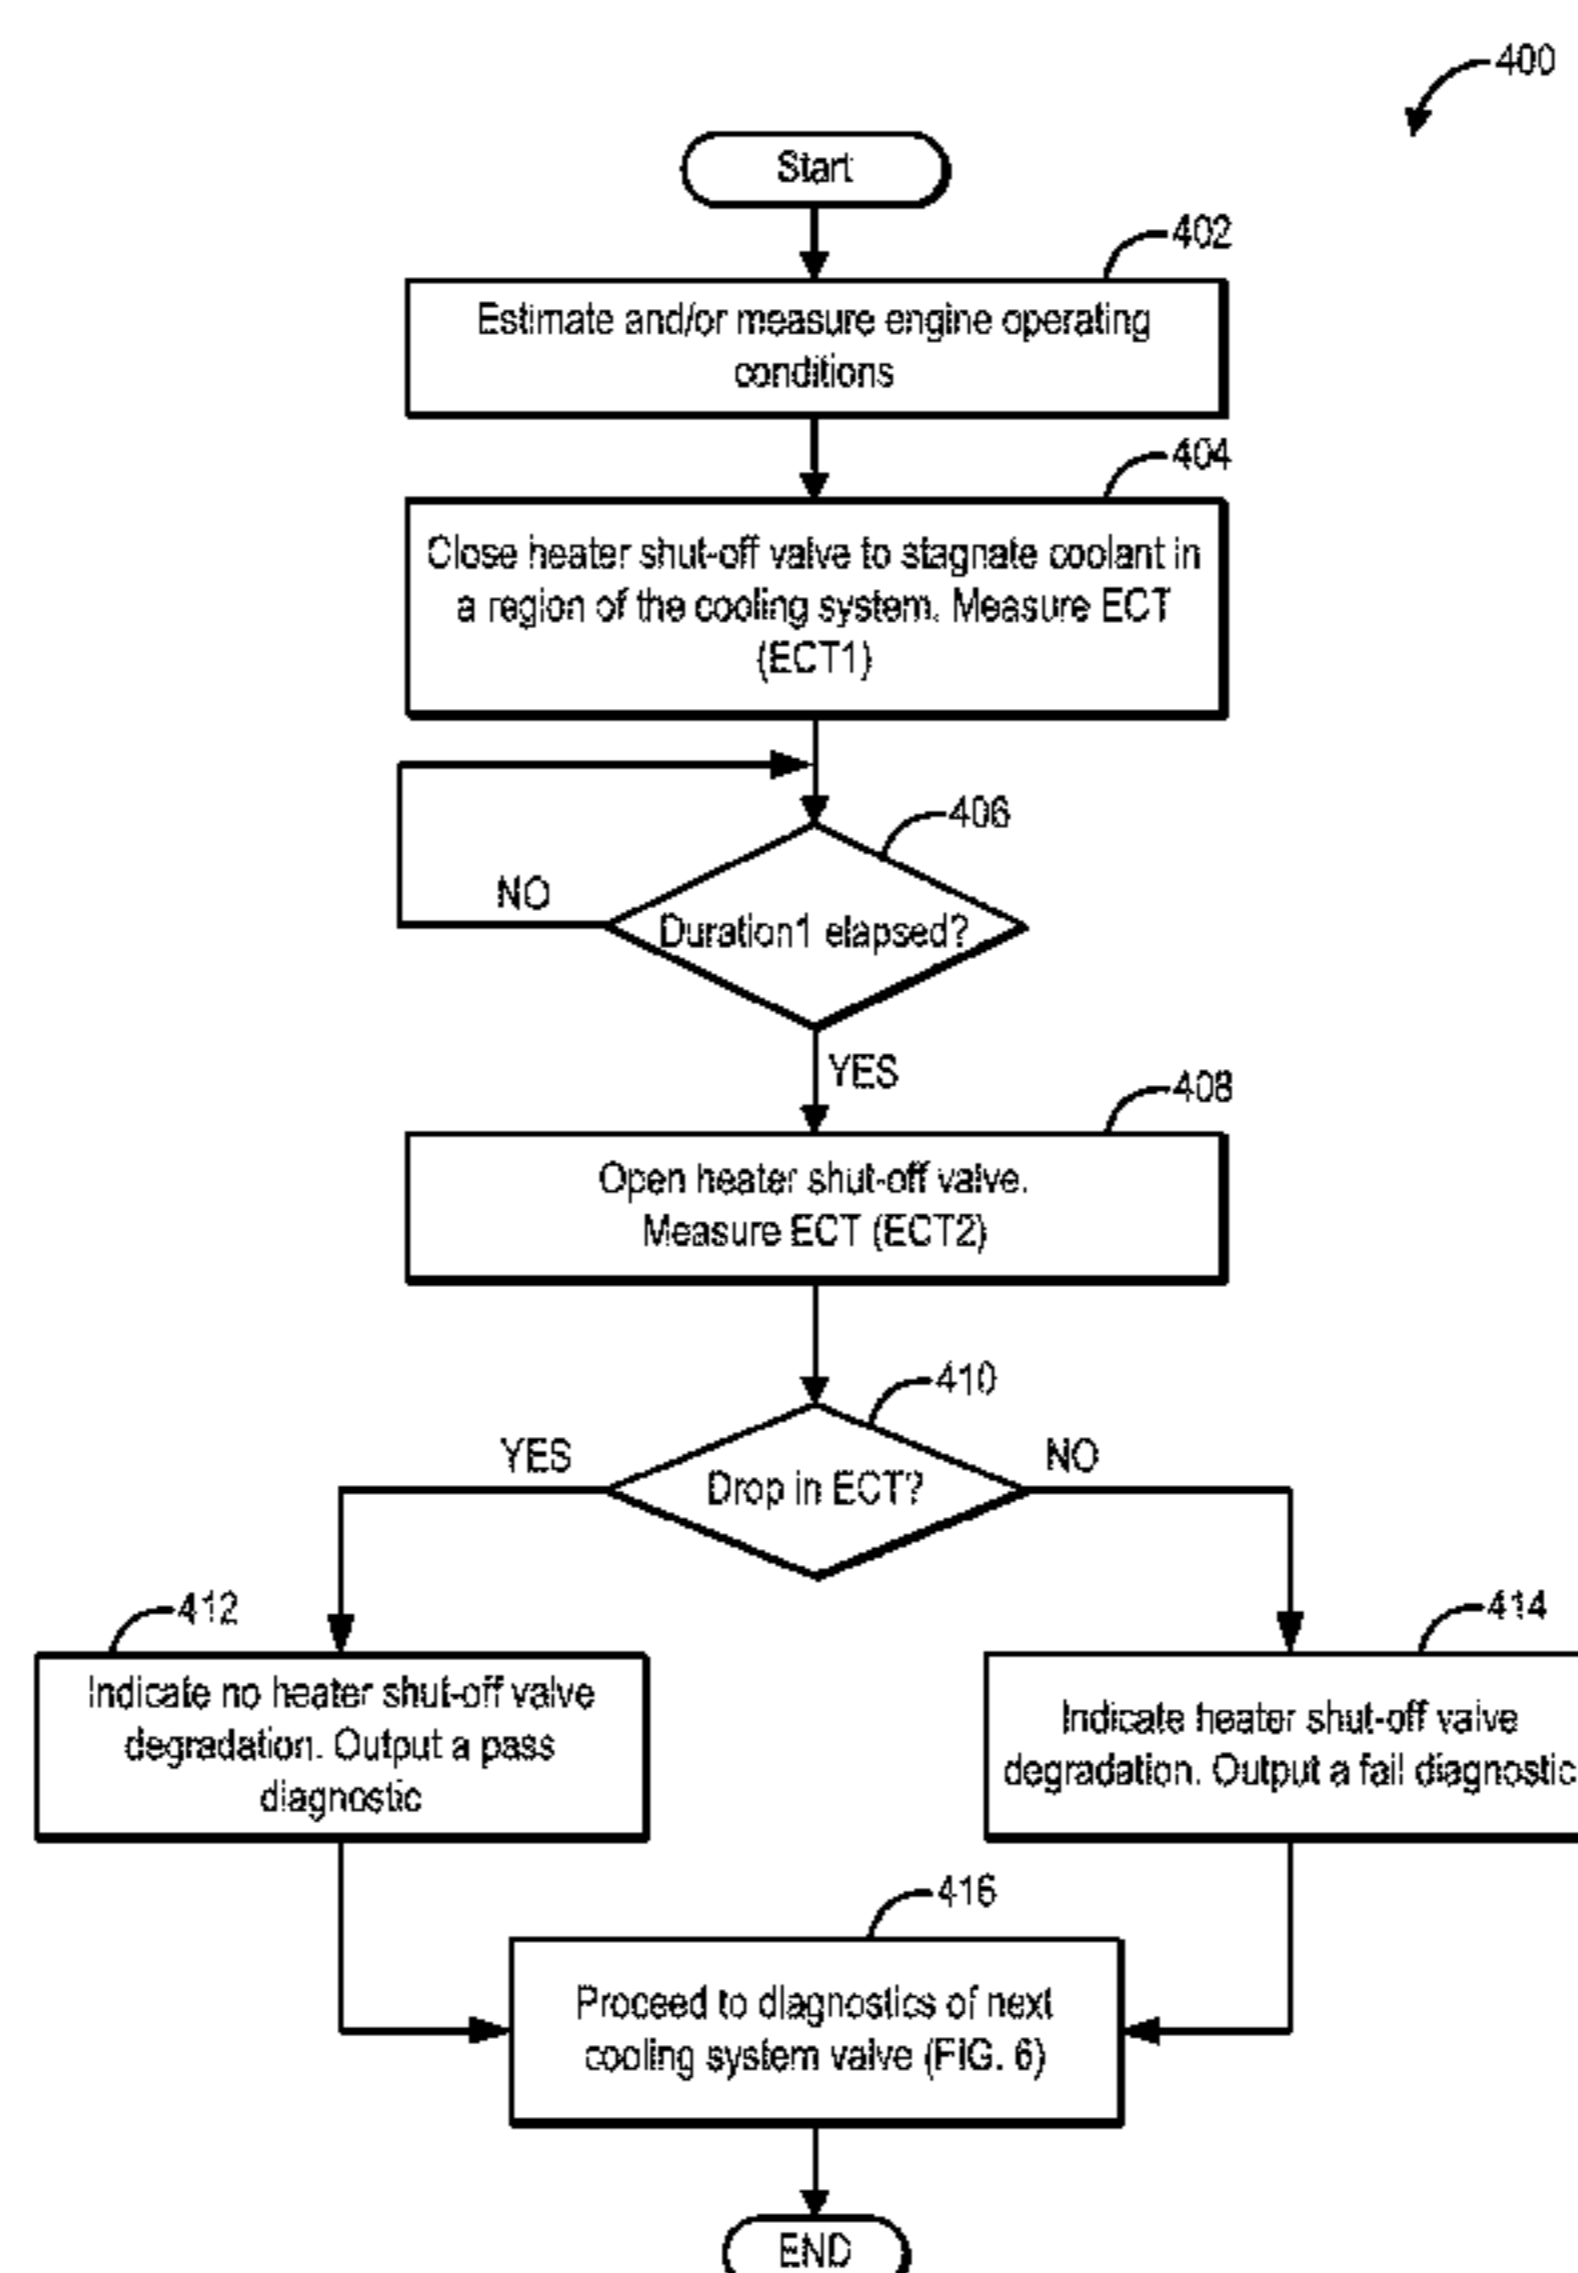 400
Start
402
Estimate and/or measure engine operating
conditions
404
Close heater shut-off valve to stagnate coolant in
a region of the cooling system. Measure ECT
(ECT1)
406
NO
Duration1 elapsed?
YES
408
Open heater shut-off valve.
Measure ECT (ECT2)
410
YES
NO
Drop in ECT?
412
414
Indicate no heater shut-off valve
degradation. Output a pass
diagnostic
Indicate heater shut-off valve
degradation. Output a fail diagnostic
416
Proceed to diagnostics of next
cooling system valve (FIG. 6)
END